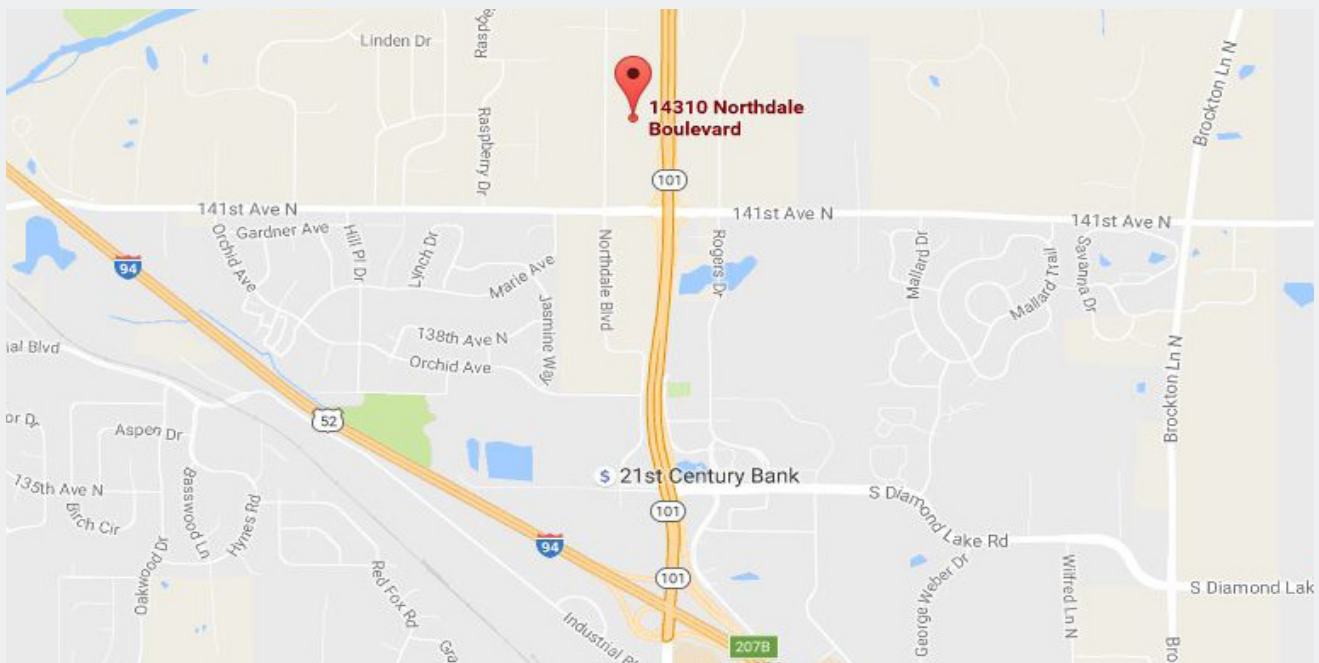 Linden Dr
Raspbe
14310 Northdale
Boulevard
Raspberry Dr
Brockton Ln N
101
141st Ave N
141st Ave N
141st Ave N
Gardner Ave
Orchid Ave
Hill Pl Dr
Lynch Dr
Marie Ave
Northdale Blvd
Rogers Dr
Mallard Dr
Mallard Trail
Savanna Dr
94
Jasmine Way
138th Ave N
Orchid Ave
ial Blvd
52
or D
Aspen Dr
Brockton Ln N
135th Ave N
Birch Cir
Basswood Ln
Hynes Rd
Oakwood Dr
$ 21st Century Bank
S Diamond Lake Rd
101
94
Red Fox Rd
Gra
Industrial
101
George Weber Dr
Wilfred Ln N
S Diamond Lak
Bro
207B